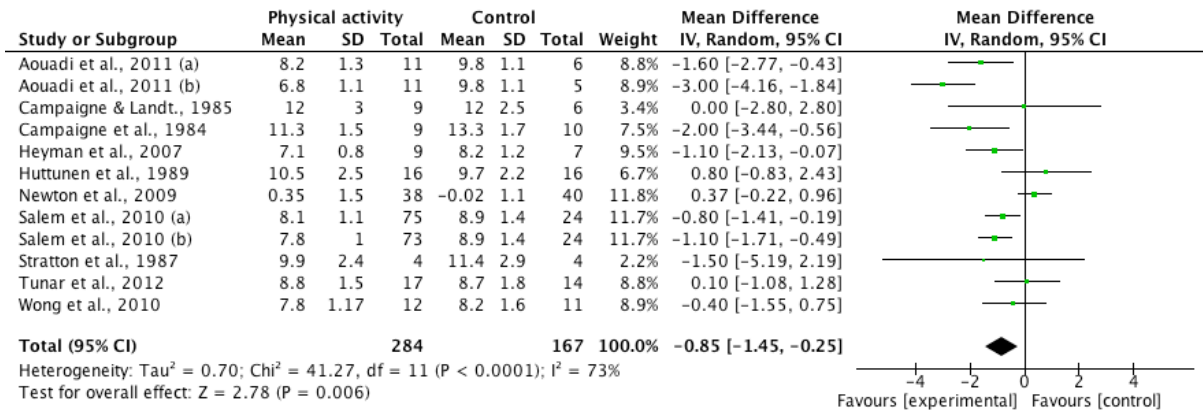 Physical activity Control Mean Difference Mean Difference
Study or Subgroup Mean SD Total Mean SD Total Weight IV, Random, 95% CI IV, Random, 95% CI
Aouadi et al., 2011 (a) 8.2 1.3 11 9.8 1.1 6 8.8% -1.60 [-2.77, -0.43]
Aouadi et al., 2011 (b) 6.8 1.1 11 9.8 1.1 5 8.9% -3.00 [-4.16, -1.84]
Campaigne & Landt., 1985 12 3 9 12 2.5 6 3.4% 0.00 [-2.80, 2.80]
Campaigne et al., 1984 11.3 1.5 9 13.3 1.7 10 7.5% -2.00 [-3.44, -0.56]
Heyman et al., 2007 7.1 0.8 9 8.2 1.2 7 9.5% -1.10 [-2.13, -0.07]
Huttunen et al., 1989 10.5 2.5 16 9.7 2.2 16 6.7% 0.80 [-0.83, 2.43]
Newton et al., 2009 0.35 1.5 38 -0.02 1.1 40 11.8% 0.37 [-0.22, 0.96]
Salem et al., 2010 (a) 8.1 1.1 75 8.9 1.4 24 11.7% -0.80 [-1.41, -0.19]
Salem et al., 2010 (b) 7.8 1 73 8.9 1.4 24 11.7% -1.10 [-1.71, -0.49]
Stratton et al., 1987 9.9 2.4 4 11.4 2.9 4 2.2% -1.50 [-5.19, 2.19]
Tunar et al., 2012 8.8 1.5 17 8.7 1.8 14 8.8% 0.10 [-1.08, 1.28]
Wong et al., 2010 7.8 1.17 12 8.2 1.6 11 8.9% -0.40 [-1.55, 0.75]
Total (95% CI) 284 167 100.0% -0.85 [-1.45, -0.25]
Heterogeneity: Tau² = 0.70; Chi² = 41.27, df = 11 (P < 0.0001); I² = 73%
Test for overall effect: Z = 2.78 (P = 0.006)
-4 -2 0 2 4
Favours [experimental] Favours [control]